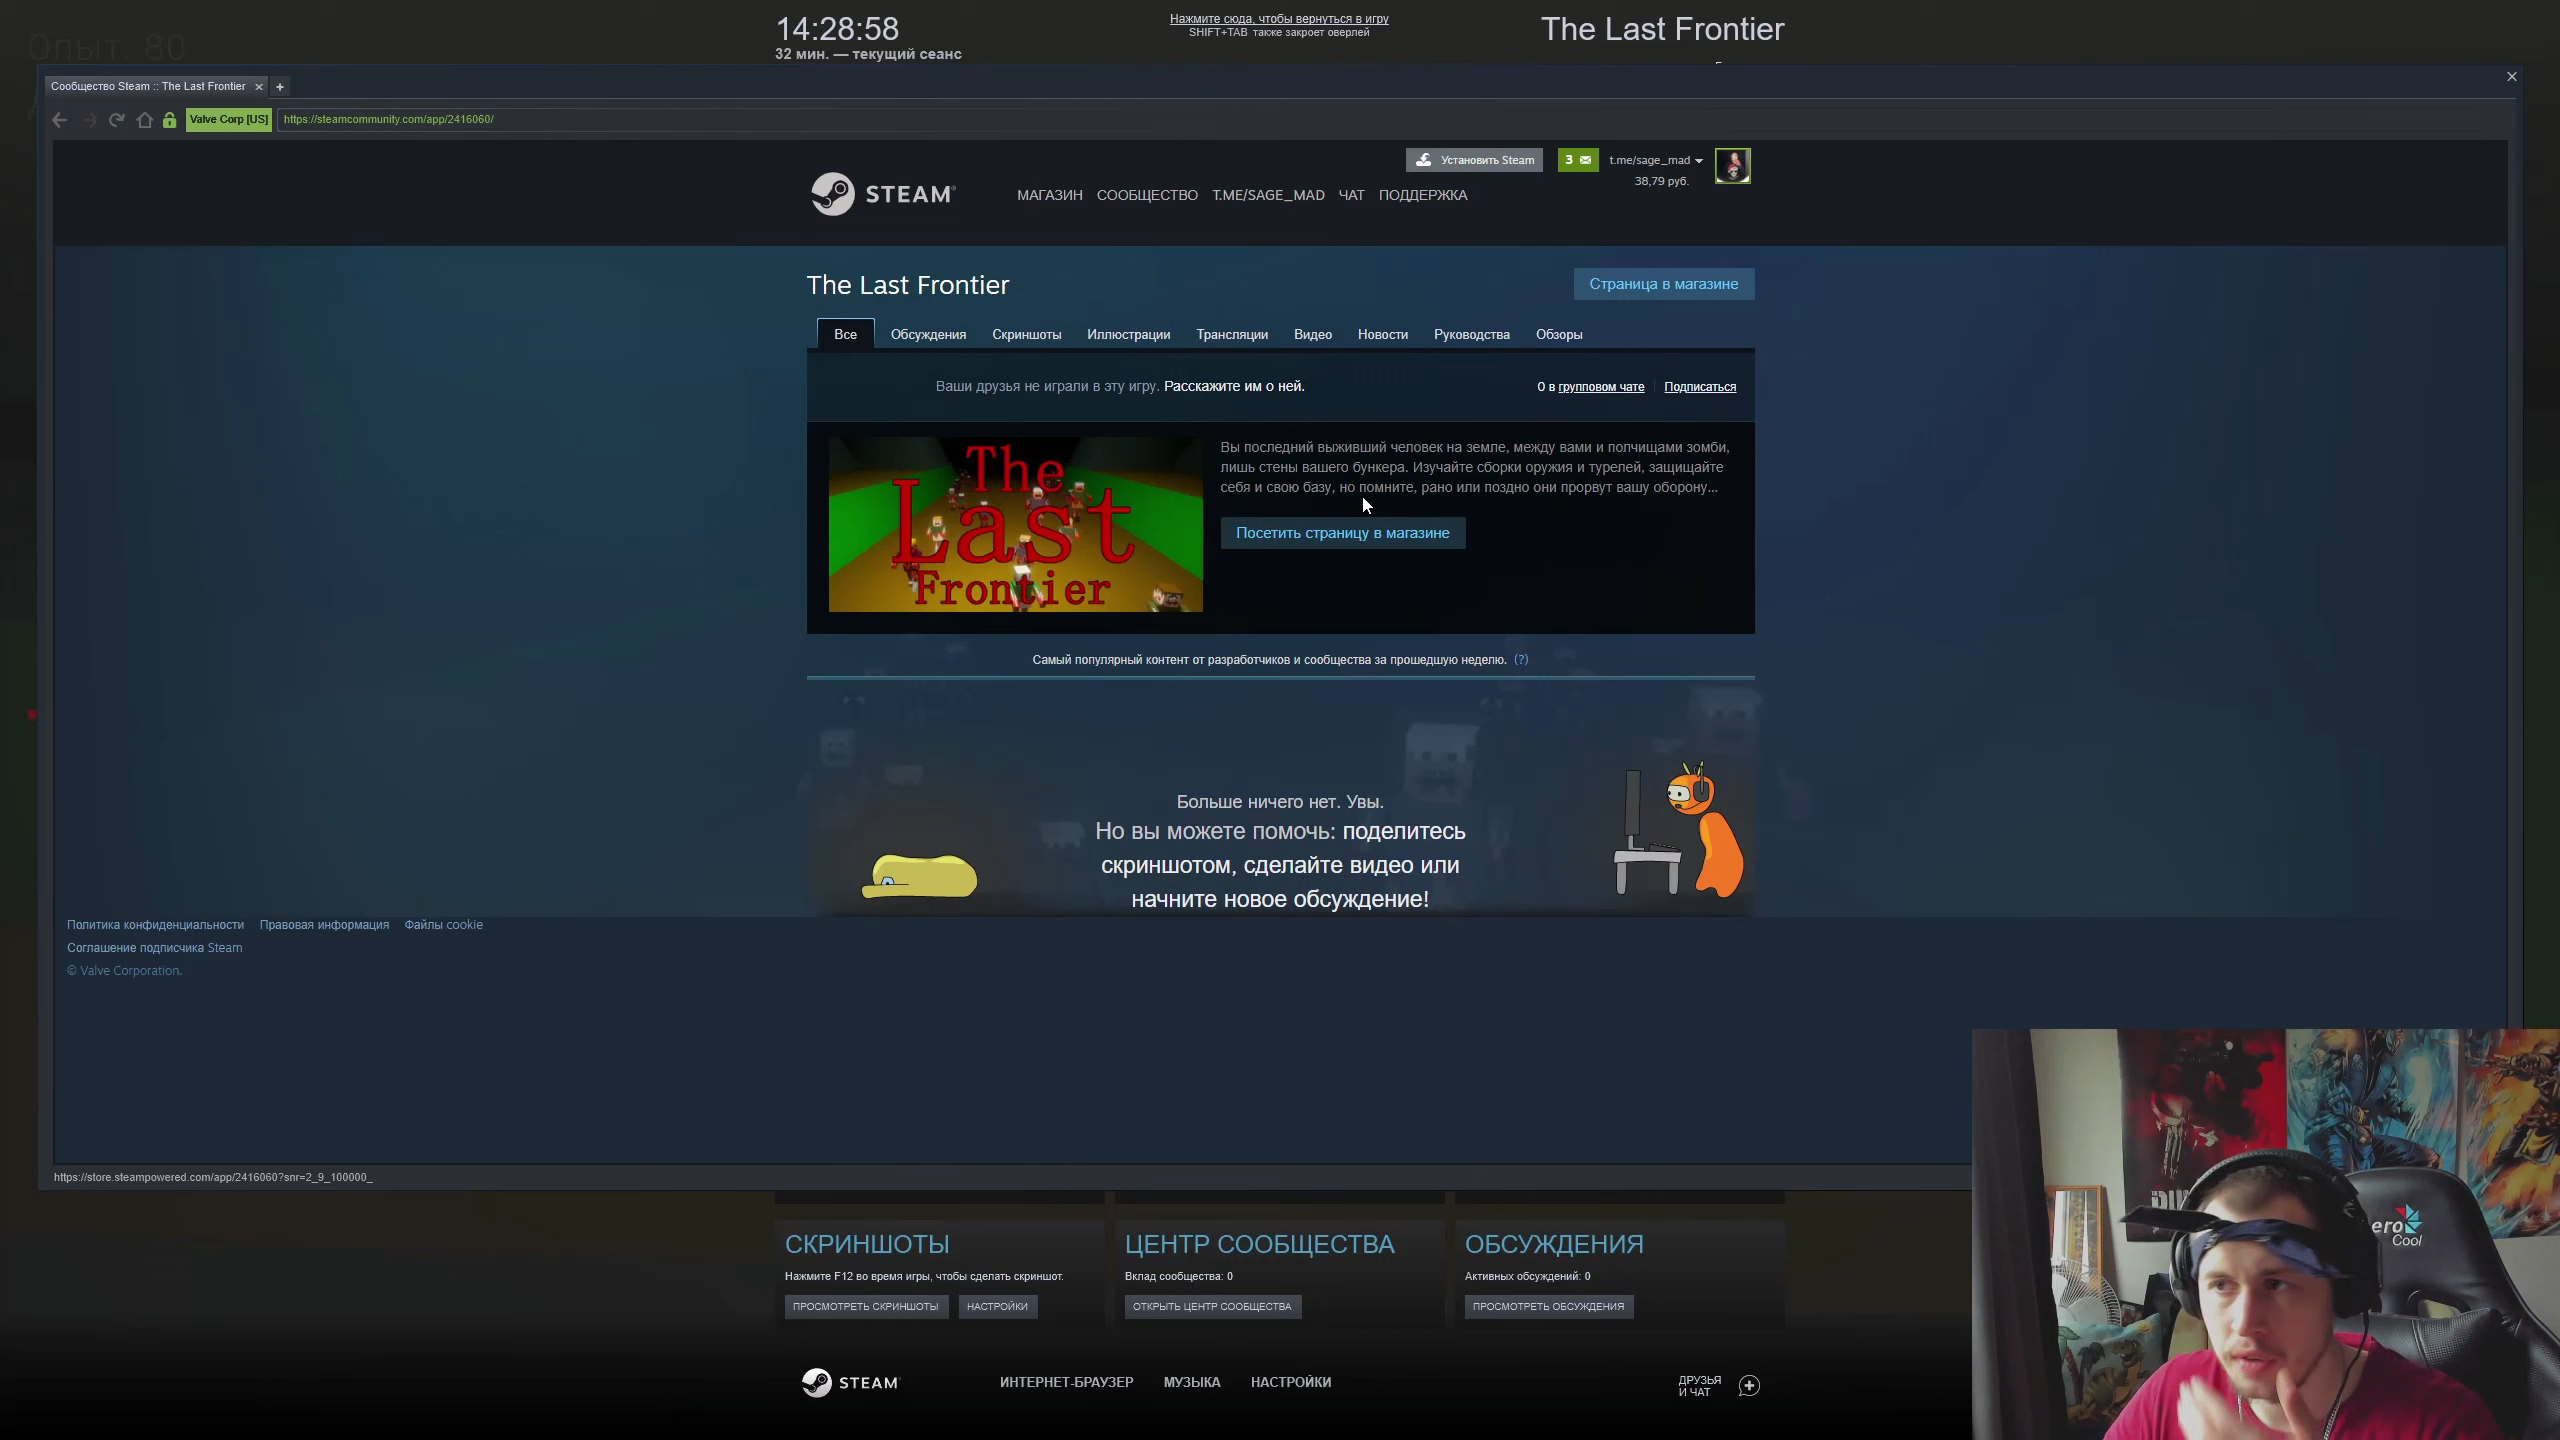 14:28:58
32 мин. — текущий сеанс
Нажмите сюда, чтобы вернуться в игру
SHIFT+TAB также закроет оверлей
The Last Frontier
Опыт: 80
Сообщество Steam :: The Last Frontier
Valve Corp [US]
https://steamcommunity.com/app/2416060/
Установить Steam
3
t.me/sage_mad
38,79 руб.
STEAM
МАГАЗИН СООБЩЕСТВО T.ME/SAGE_MAD ЧАТ ПОДДЕРЖКА
The Last Frontier
Страница в магазине
Все Обсуждения Скриншоты Иллюстрации Трансляции Видео Новости Руководства Обзоры
Ваши друзья не играли в эту игру. Расскажите им о ней.
0 в групповом чате
Подписаться
The
Last
Frontier
Вы последний выживший человек на земле, между вами и полчищами зомби,
лишь стены вашего бункера. Изучайте сборки оружия и турелей, защищайте
себя и свою базу, но помните, рано или поздно они прорвут вашу оборону...
Посетить страницу в магазине
Самый популярный контент от разработчиков и сообщества за прошедшую неделю. (?)
Больше ничего нет. Увы.
Но вы можете помочь: поделитесь
скриншотом, сделайте видео или
начните новое обсуждение!
Политика конфиденциальности Правовая информация Файлы cookie
Соглашение подписчика Steam
© Valve Corporation.
https://store.steampowered.com/app/2416060?snr=2_9_100000_
СКРИНШОТЫ
Нажмите F12 во время игры, чтобы сделать скриншот.
ПРОСМОТРЕТЬ СКРИНШОТЫ
НАСТРОЙКИ
ЦЕНТР СООБЩЕСТВА
Вклад сообщества: 0
ОТКРЫТЬ ЦЕНТР СООБЩЕСТВА
ОБСУЖДЕНИЯ
Активных обсуждений: 0
ПРОСМОТРЕТЬ ОБСУЖДЕНИЯ
STEAM
ИНТЕРНЕТ-БРАУЗЕР МУЗЫКА НАСТРОЙКИ
ДРУЗЬЯ
И ЧАТ
ero
Cool